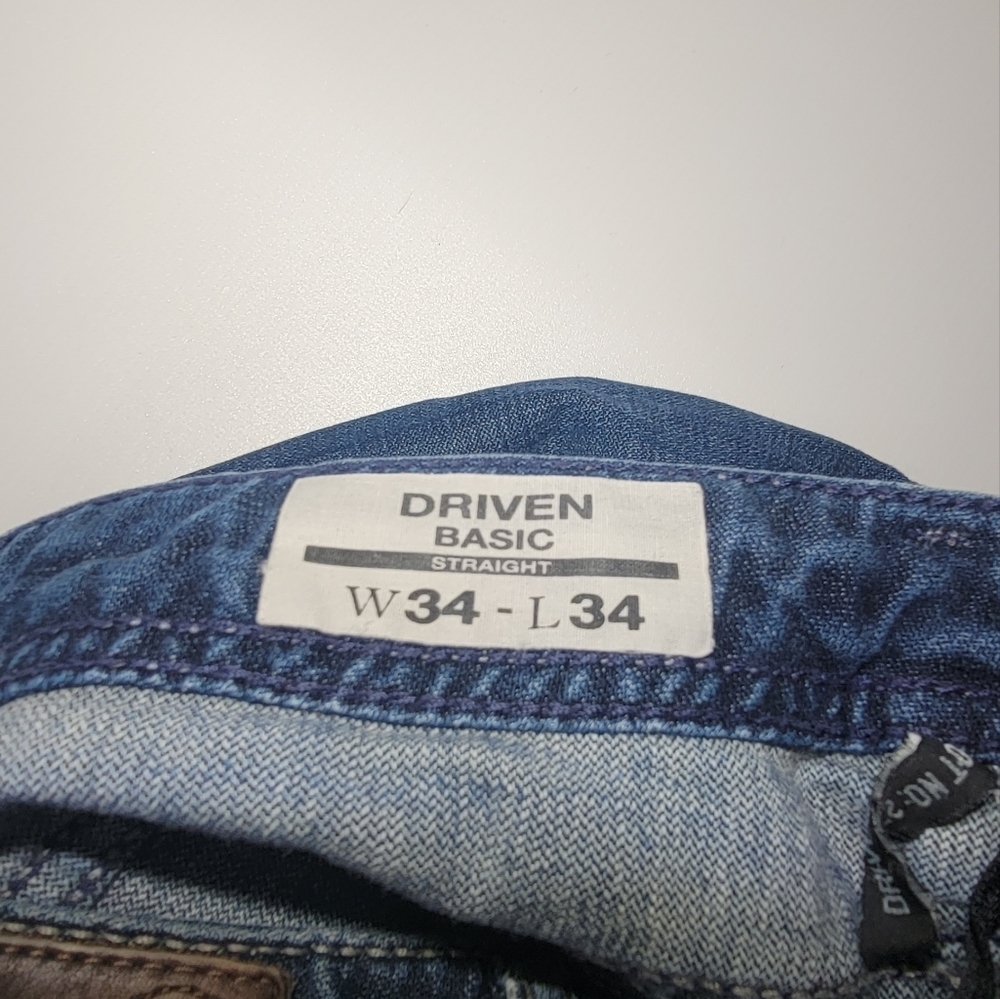 DRIVEN
BASIC
STRAIGHT
W34 - L34